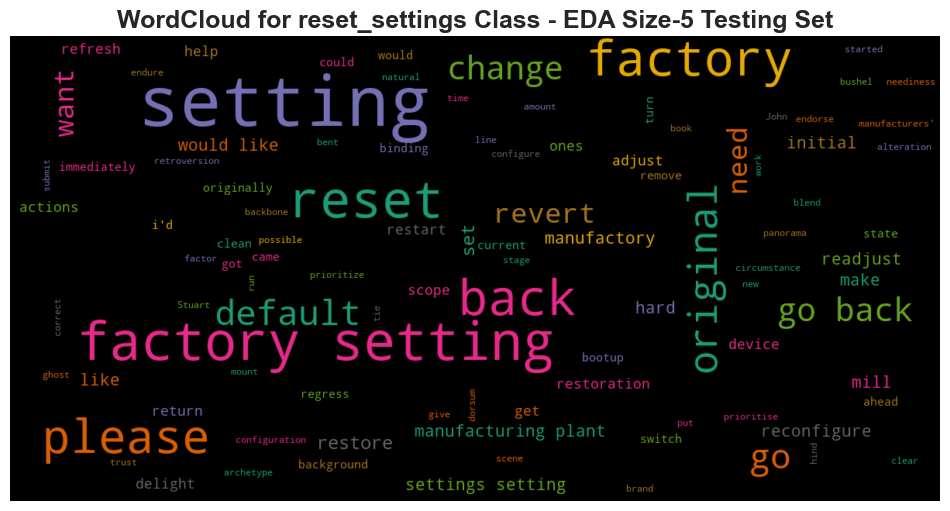 WordCloud for reset_settings Class - EDA Size-5 Testing Set
refresh
help
would
could
endure
natural
want
setting
change
factory
started
bushel
neediness
time
amount
turn
book
John
endorse
manufacturers'
would like
bent
binding
line
configure
ones
adjust
remove
need
work
initial
alteration
immediately
retroversion
submit
originally
actions
i'd
backbone
reset
restart
set
revert
manufactory
current
stage
original
blend
panorama
state
clean
possible
factor
got
came
run
prioritize
circumstance
new
readjust
make
Stuart
default
tie
scope
back
hard
go back
correct
factory setting
bootup
device
ghost
like
mount
regress
restoration
mill
ahead
return
please
configuration
restore
dorsum
give
get
manufacturing plant
put
prioritise
switch
reconfigure
trust
archetype
background
scene
go
hind
clear
delight
settings setting
brand